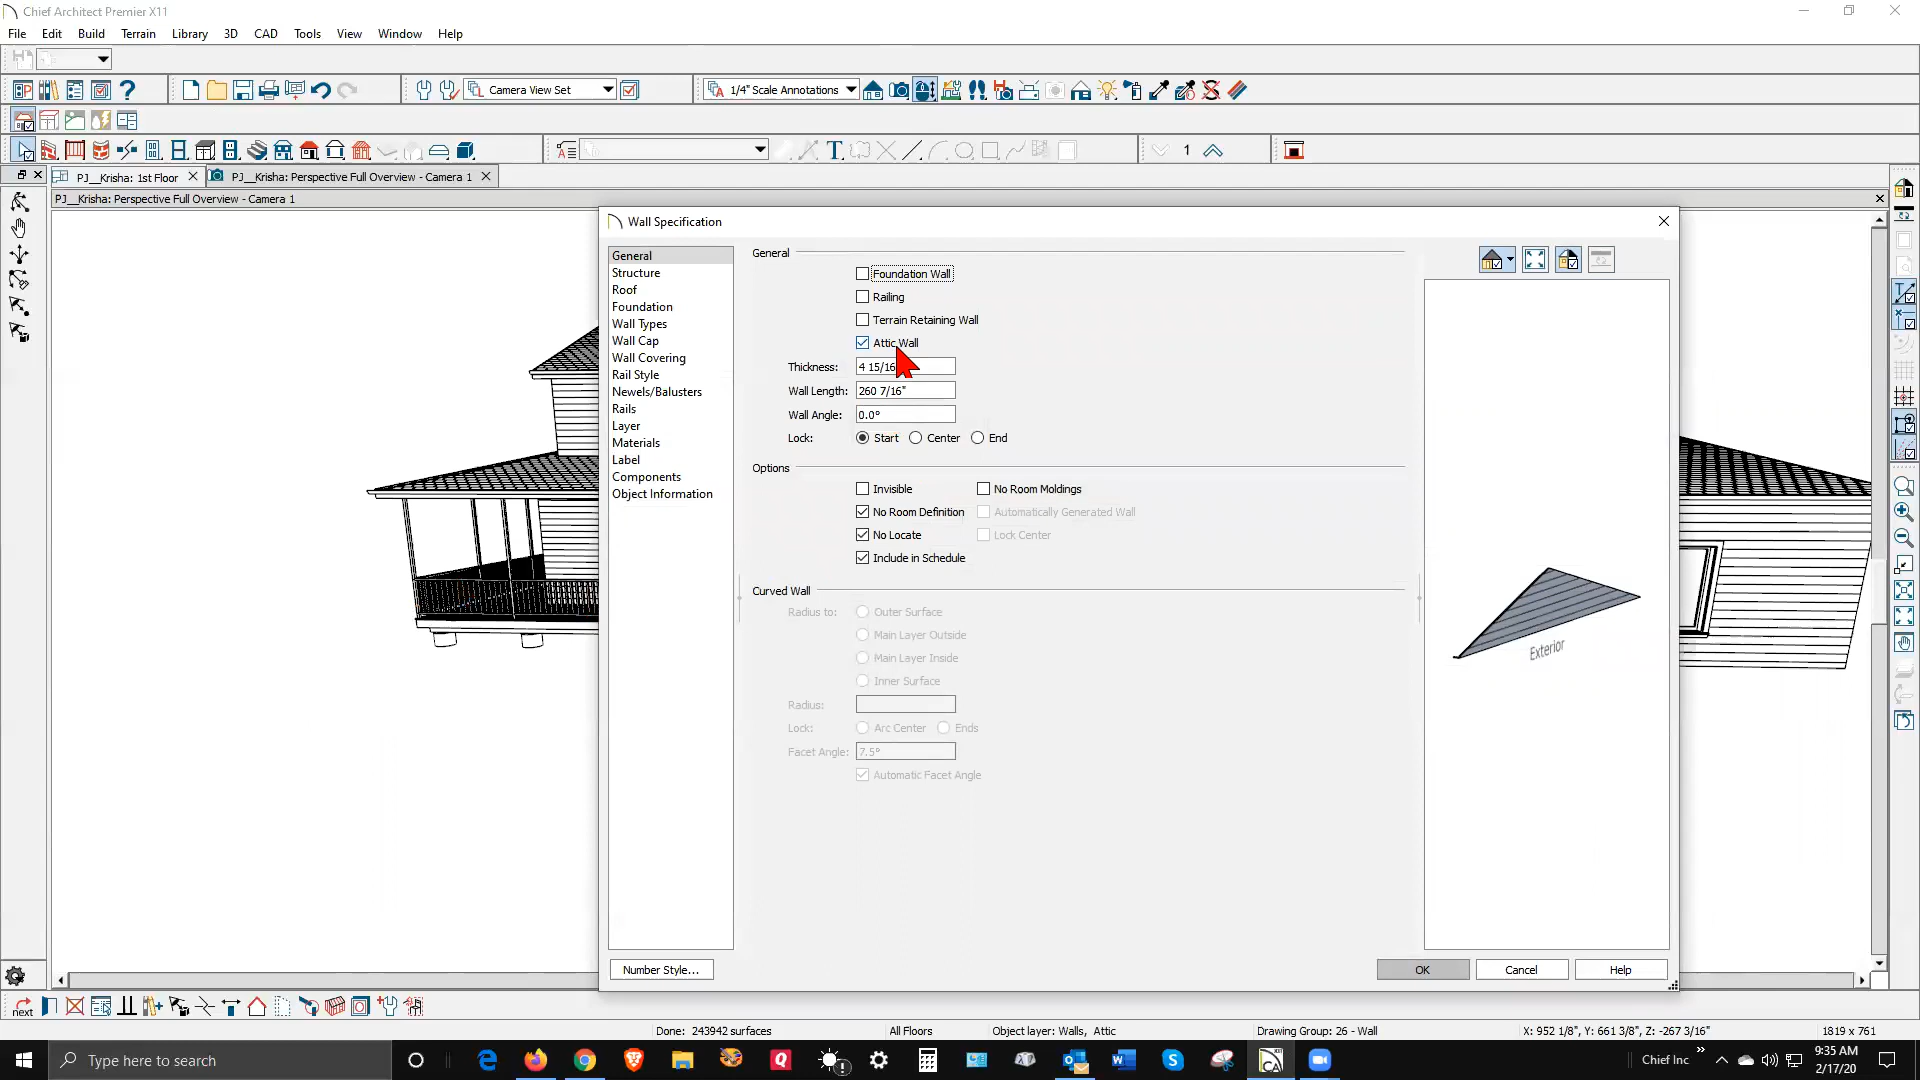 Chief Architect Premier X11
File Edit Build Terrain Library 3D CAD Tools View Window Help
Camera View Set 1/4" Scale Annotations
1
PJ__Krisha: 1st Floor PJ__Krisha: Perspective Full Overview - Camera 1
PJ__Krisha: Perspective Full Overview - Camera 1
Wall Specification
General
Structure
Roof
Foundation
Wall Types
Wall Cap
Wall Covering
Rail Style
Newels/Balusters
Rails
Layer
Materials
Label
Components
Object Information
General
Foundation Wall
Railing
Terrain Retaining Wall
Attic Wall
Thickness: 4 15/16
Wall Length: 260 7/16"
Wall Angle: 0.0°
Lock: Start Center End
Options
Invisible No Room Moldings
No Room Definition Automatically Generated Wall
No Locate Lock Center
Include in Schedule
Curved Wall
Radius to: Outer Surface
Main Layer Outside
Main Layer Inside
Inner Surface
Radius:
Lock: Arc Center Ends
Facet Angle: 7.5°
Automatic Facet Angle
Exterior
Number Style... OK Cancel Help
next
Done: 243942 surfaces All Floors Object layer: Walls, Attic Drawing Group: 26 - Wall X: 952 1/8", Y: 661 3/8", Z: -267 3/16" 1819 x 761
Type here to search
Chief Inc
9:35 AM
2/17/20